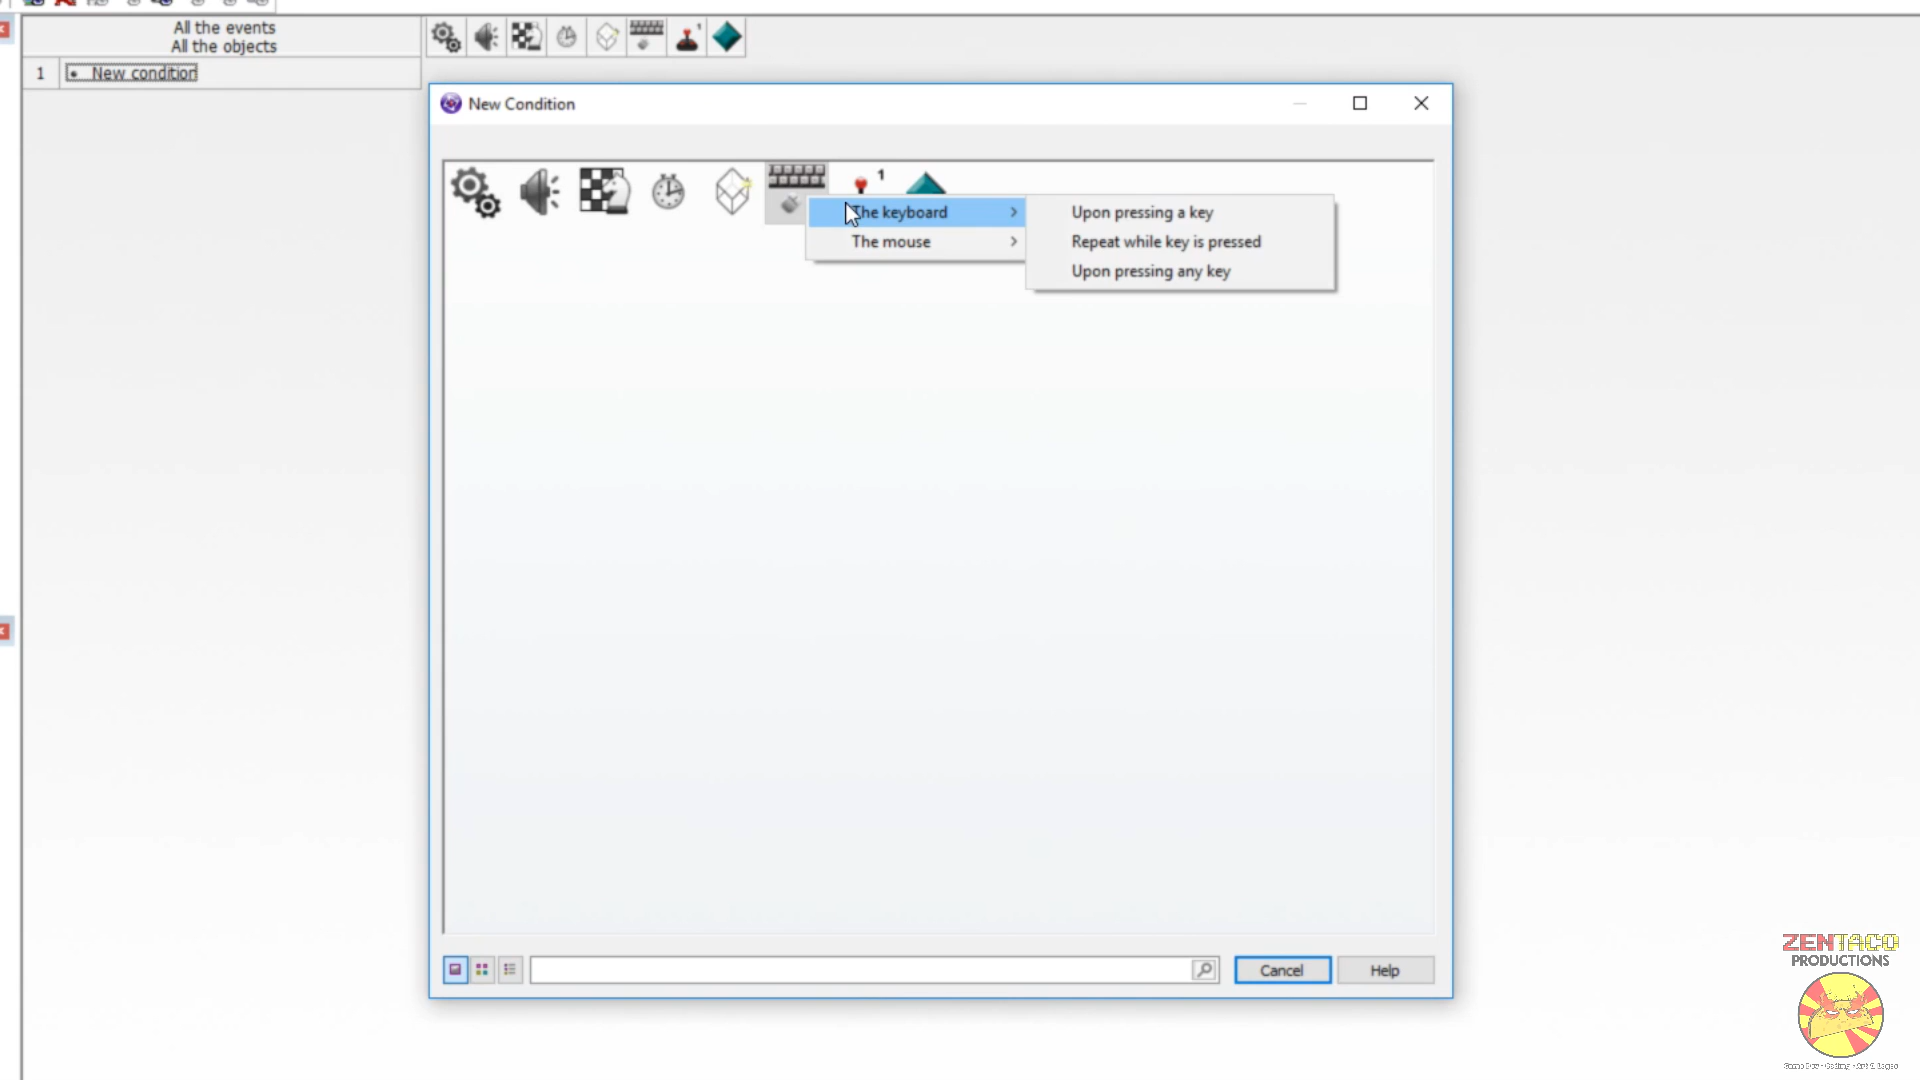 All the events
All the objects
1
New condition
1
New Condition
1
The keyboard
The mouse
Upon pressing a key
Repeat while key is pressed
Upon pressing any key
Cancel
Help
ZENTACO
PRODUCTIONS